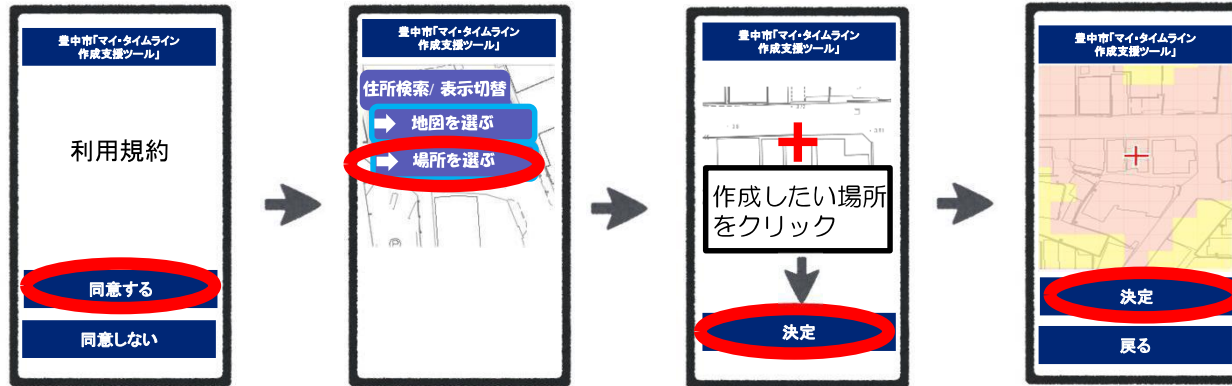 豊中市「マイ・タイムライン
作成支援ツール」
利用規約
同意する
同意しない
豊中市「マイ・タイムライン
作成支援ツール」
住所検索/ 表示切替
地図を選ぶ
場所を選ぶ
豊中市「マイ・タイムライン
作成支援ツール」
作成したい場所
をクリック
決定
豊中市「マイ・タイムライン
作成支援ツール」
決定
戻る